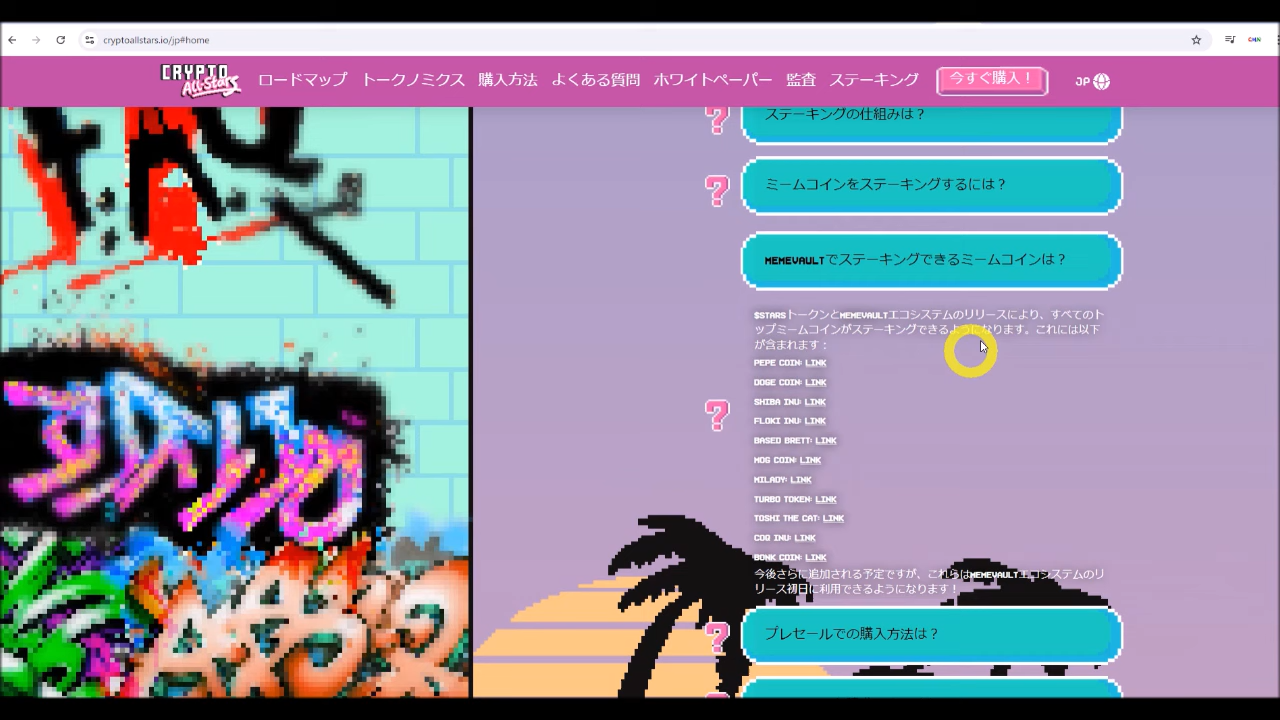 cryptoallstars.io/jp#home
CRYPTO
All-Stars
ロードマップ トークノミクス 購入方法 よくある質問 ホワイトペーパー 監査 ステーキング 今すぐ購入！ JP
ステーキングの仕組みは？
ミームコインをステーキングするには？
MEMEVAULTでステーキングできるミームコインは？
$STARSトークンとMEMEVAULTエコシステムのリリースにより、すべてのト
ップミームコインがステーキングできるようになります。これには以下
が含まれます：
PEPE COIN: LINK
DOGE COIN: LINK
SHIBA INU: LINK
FLOKI INU: LINK
BASED BRETT: LINK
MOG COIN: LINK
MILADY: LINK
TURBO TOKEN: LINK
TOSHI THE CAT: LINK
COQ INU: LINK
BONK COIN: LINK
今後さらに追加される予定ですが、これらはMEMEVAULTエコシステムのリ
リース初日に利用できるようになります！
プレセールでの購入方法は？